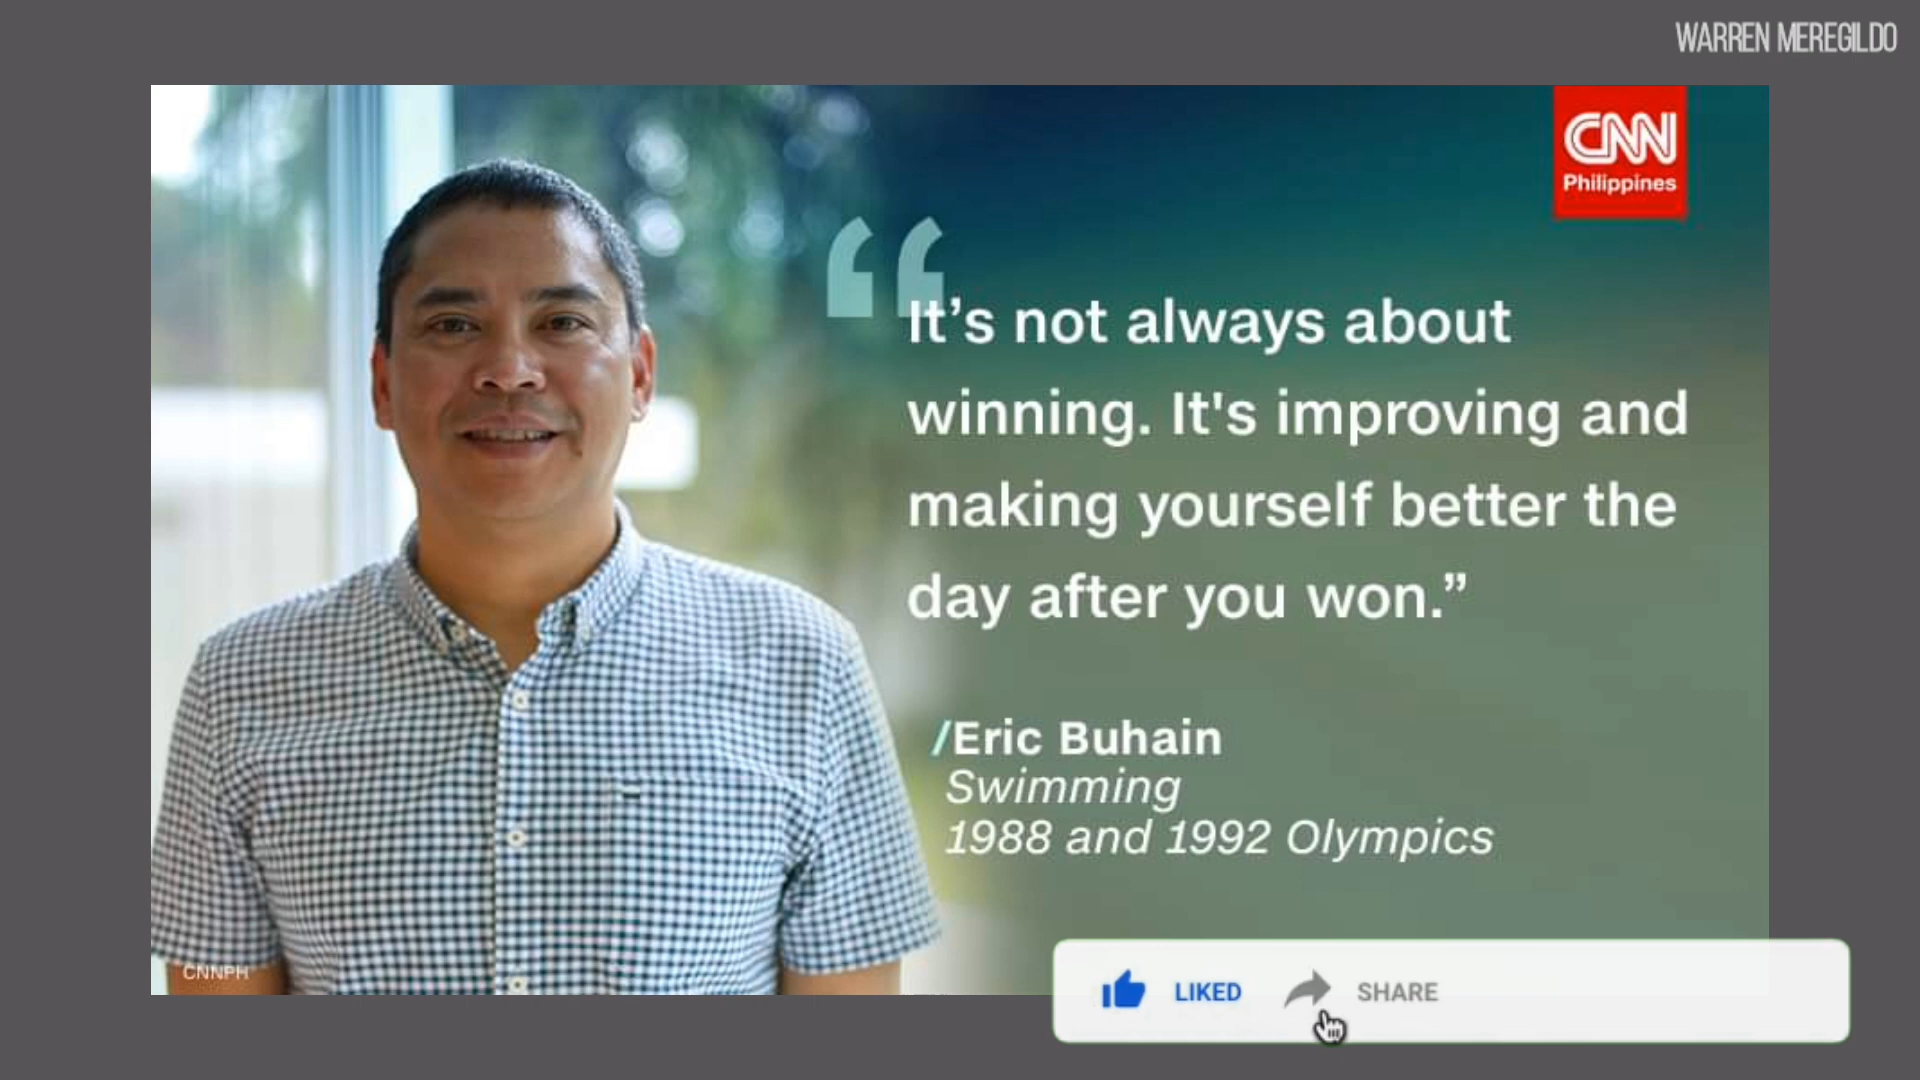 WARREN MEREGILDO
CNN
Philippines
“It’s not always about
winning. It's improving and
making yourself better the
day after you won.”
/Eric Buhain
Swimming
1988 and 1992 Olympics
CNNPH
LIKED SHARE